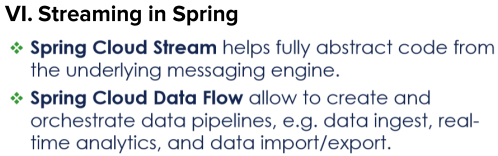 VI. Streaming in Spring
❖ Spring Cloud Stream helps fully abstract code from
the underlying messaging engine.
❖ Spring Cloud Data Flow allow to create and
orchestrate data pipelines, e.g. data ingest, real-
time analytics, and data import/export.